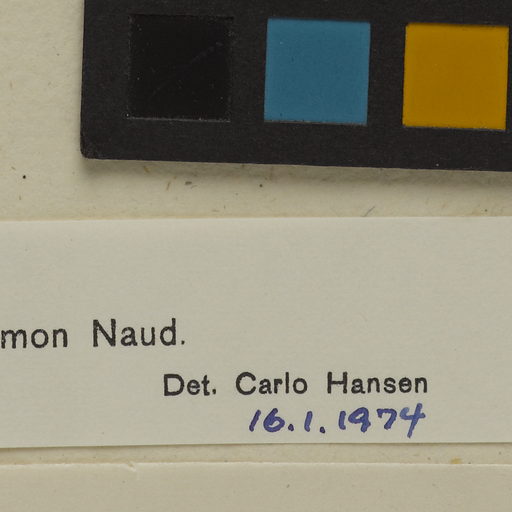 mon Naud.
Det. Carlo Hansen
16.1.1974